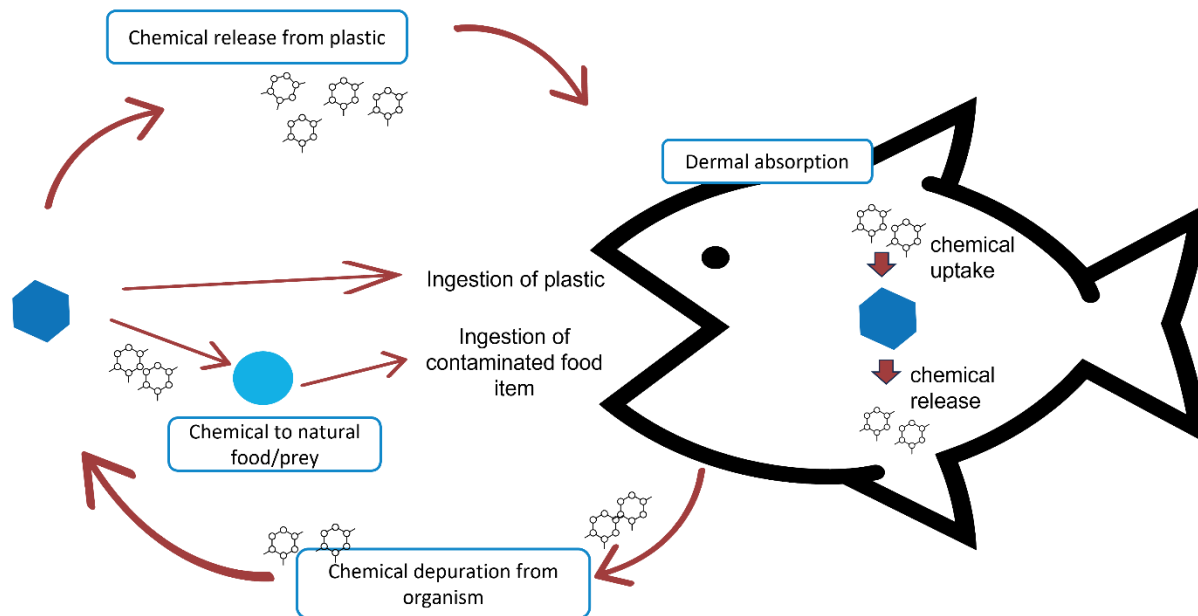 Chemical release from plastic
Dermal absorption
chemical
uptake
Ingestion of plastic
Ingestion of
contaminated food
item
chemical
release
Chemical to natural
food/prey
Chemical depuration from
organism